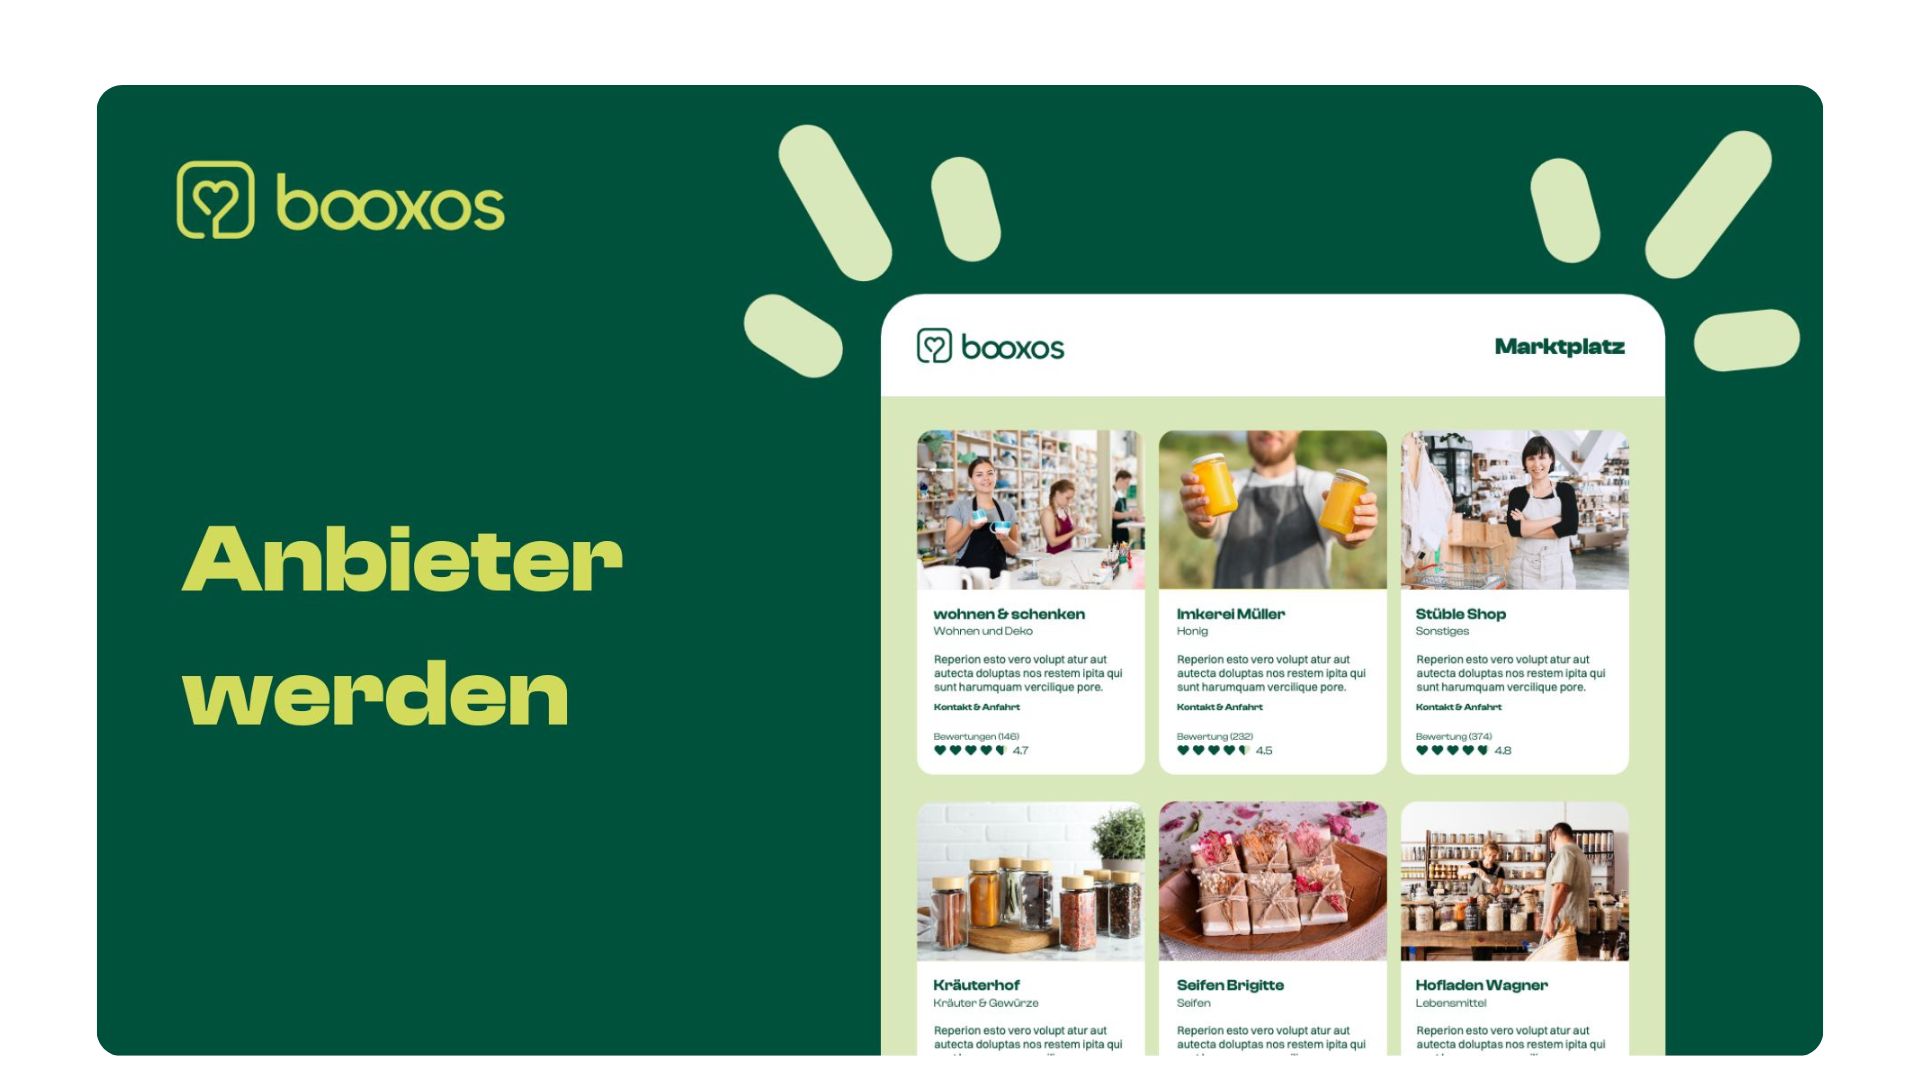 booxos
Anbieter
werden
booxos
Marktplatz
wohnen & schenken
Wohnen und Deko
Reperion esto vero volupt atur aut
autecta doluptas nos restem ipita qui
sunt harumquam vercilique pore.
Kontakt & Anfahrt
Bewertungen (146)
4.7
Imkerei Müller
Honig
Reperion esto vero volupt atur aut
autecta doluptas nos restem ipita qui
sunt harumquam vercilique pore.
Kontakt & Anfahrt
Bewertung (232)
4.5
Stüble Shop
Sonstiges
Reperion esto vero volupt atur aut
autecta doluptas nos restem ipita qui
sunt harumquam vercilique pore.
Kontakt & Anfahrt
Bewertung (374)
4.8
Kräuterhof
Kräuter & Gewürze
Reperion esto vero volupt atur aut
autecta doluptas nos restem ipita qui
Seifen Brigitte
Seifen
Reperion esto vero volupt atur aut
autecta doluptas nos restem ipita qui
Hofladen Wagner
Lebensmittel
Reperion esto vero volupt atur aut
autecta doluptas nos restem ipita qui